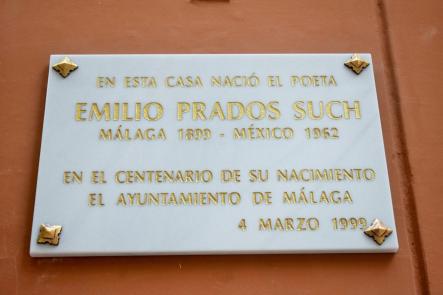 EN ESTA CASA NACIÓ EL POETA
EMILIO PRADOS SUCH
MÁLAGA 1899 - MÉXICO 1962
EN EL CENTENARIO DE SU NACIMIENTO
EL AYUNTAMIENTO DE MÁLAGA
4 MARZO 1999